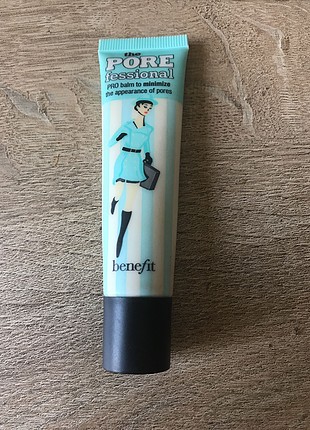 the
PORE
fessional
PRO balm to minimize
the appearance of pores
benefit